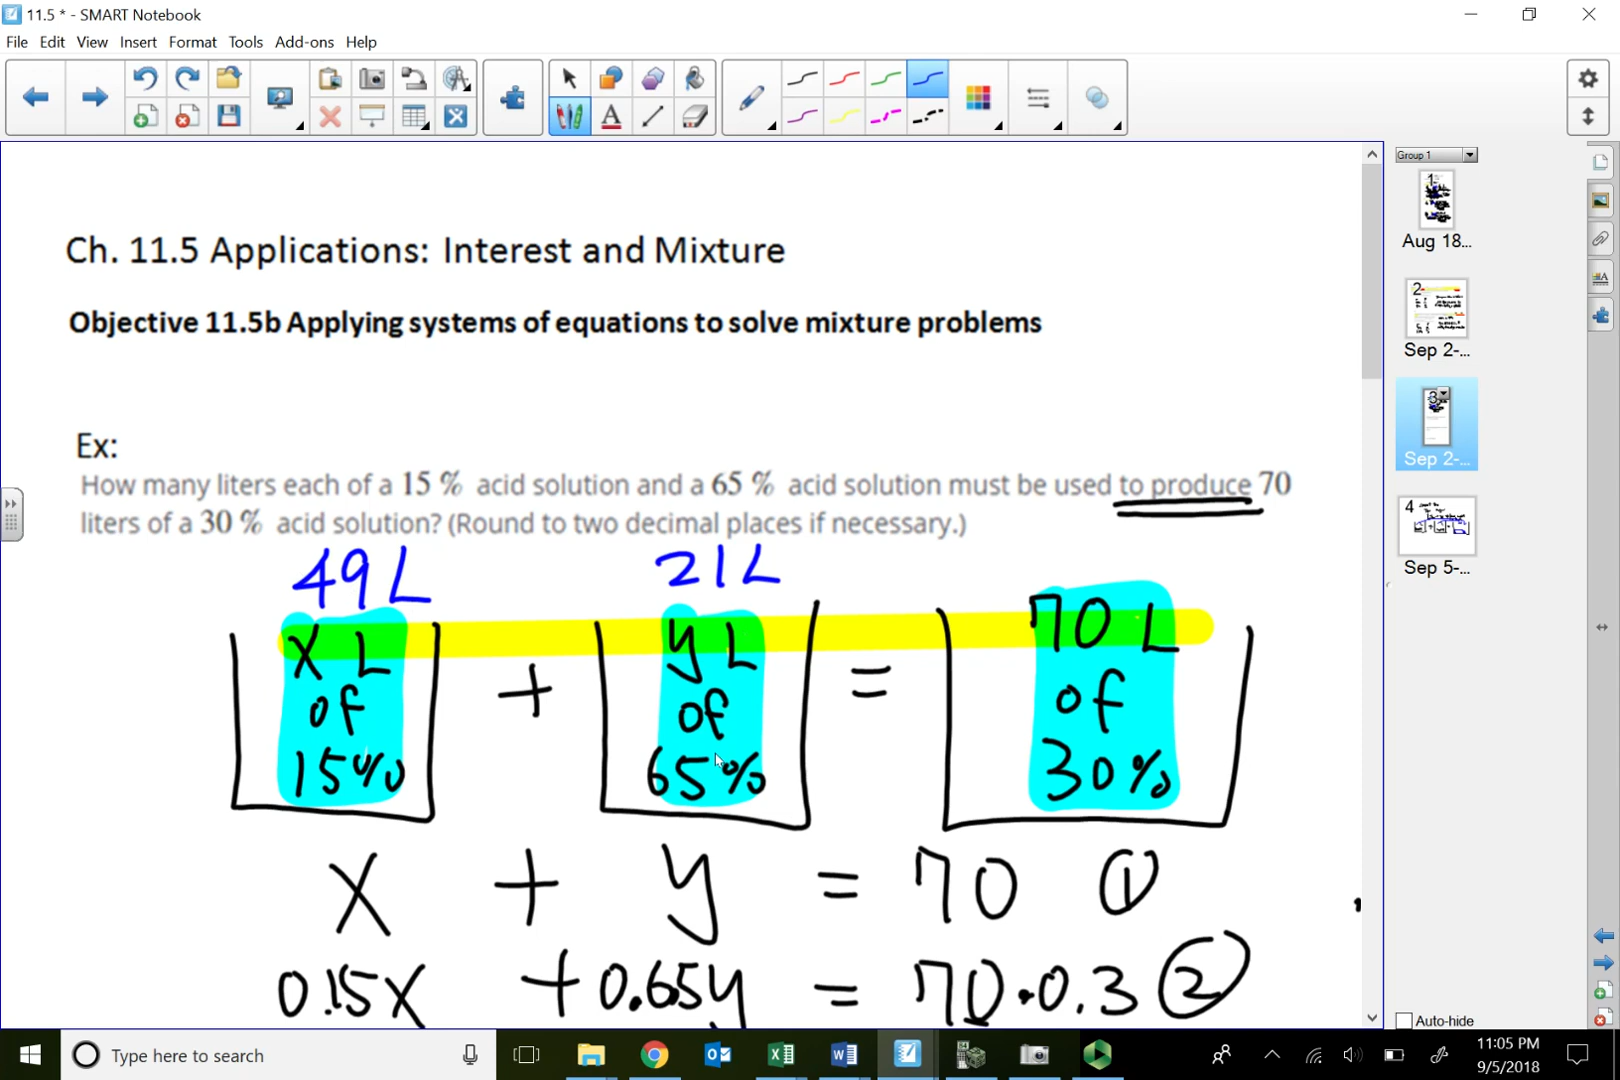 11.5 * - SMART Notebook
File Edit View Insert Format Tools Add-ons Help
Group 1
1
Aug 18...
2
Sep 2-...
3
Sep 2-...
4
Sep 5-...
Ch. 11.5 Applications: Interest and Mixture
Objective 11.5b Applying systems of equations to solve mixture problems
Ex:
How many liters each of a 15 % acid solution and a 65 % acid solution must be used to produce 70
liters of a 30 % acid solution? (Round to two decimal places if necessary.)
49 L 21 L
x L y L 70 L
of + of = of
15% 65% 30%
x + y = 70 ①
0.15x + 0.65y = 70·0.3 ②
Auto-hide
Type here to search
11:05 PM
9/5/2018